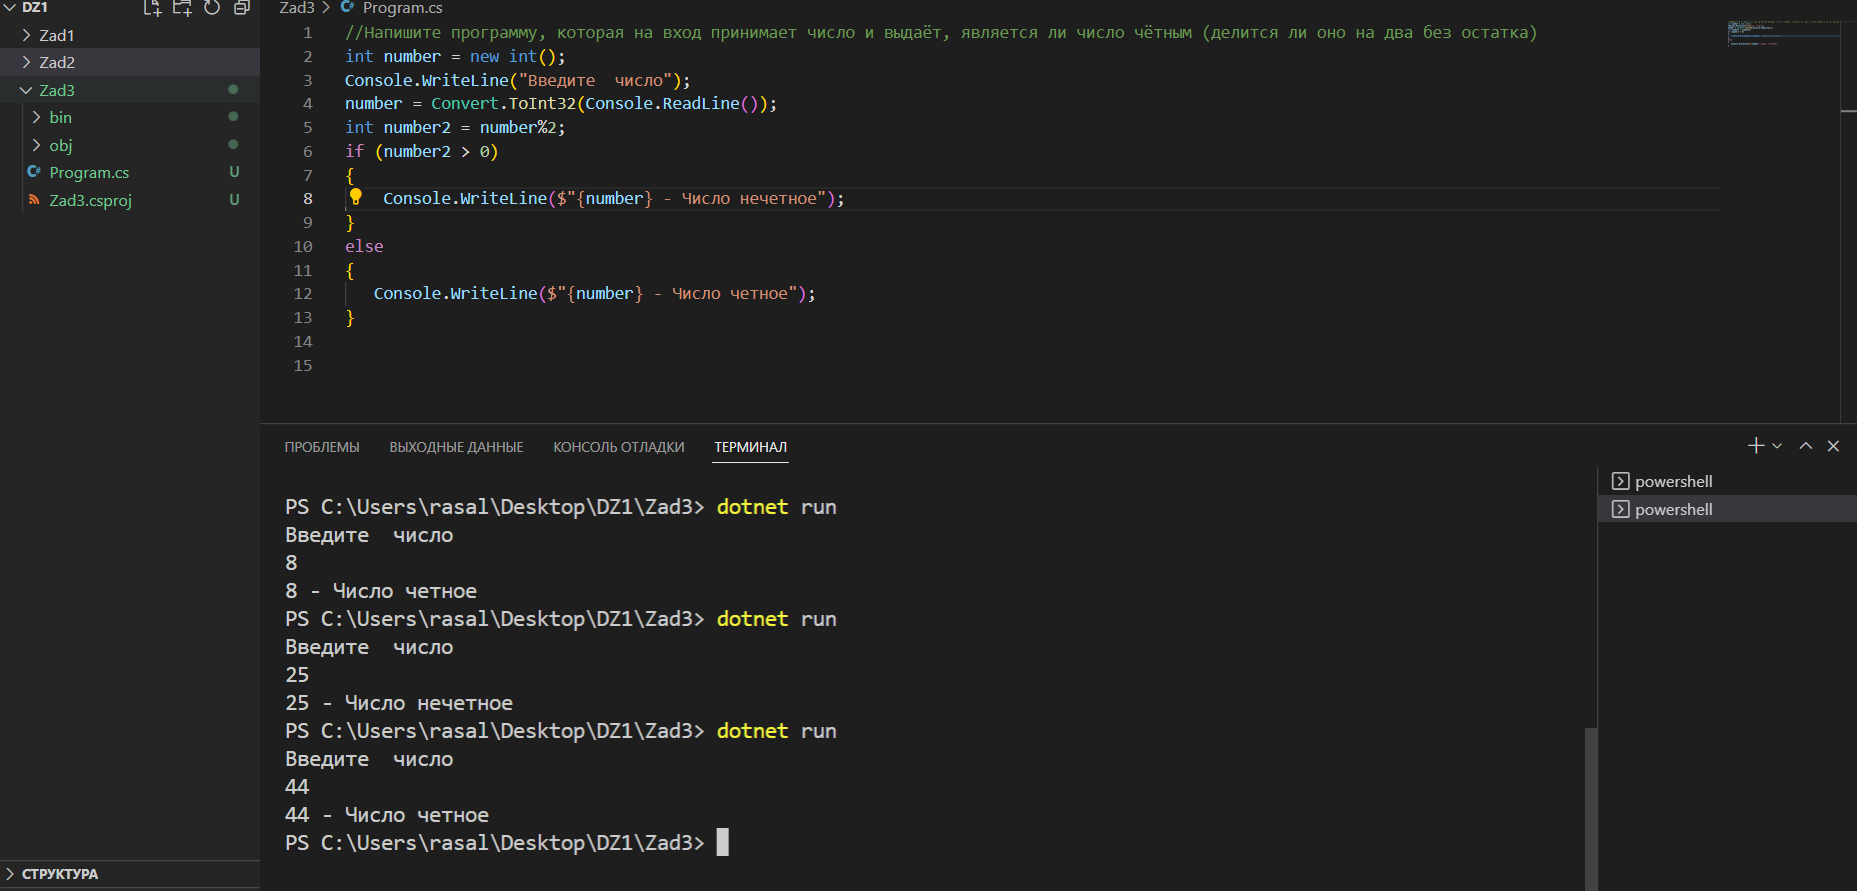 DZ1
Zad1
Zad2
Zad3
bin
obj
Program.cs U
Zad3.csproj U
СТРУКТУРА
Zad3 > Program.cs
1 //Напишите программу, которая на вход принимает число и выдаёт, является ли число чётным (делится ли оно на два без остатка)
2 int number = new int();
3 Console.WriteLine("Введите  число");
4 number = Convert.ToInt32(Console.ReadLine());
5 int number2 = number%2;
6 if (number2 > 0)
7 {
8 Console.WriteLine($"{number} - Число нечетное");
9 }
10 else
11 {
12 Console.WriteLine($"{number} - Число четное");
13 }
14
15
ПРОБЛЕМЫ ВЫХОДНЫЕ ДАННЫЕ КОНСОЛЬ ОТЛАДКИ ТЕРМИНАЛ
PS C:\Users\rasal\Desktop\DZ1\Zad3> dotnet run
Введите  число
8
8 - Число четное
PS C:\Users\rasal\Desktop\DZ1\Zad3> dotnet run
Введите  число
25
25 - Число нечетное
PS C:\Users\rasal\Desktop\DZ1\Zad3> dotnet run
Введите  число
44
44 - Число четное
PS C:\Users\rasal\Desktop\DZ1\Zad3>
powershell
powershell